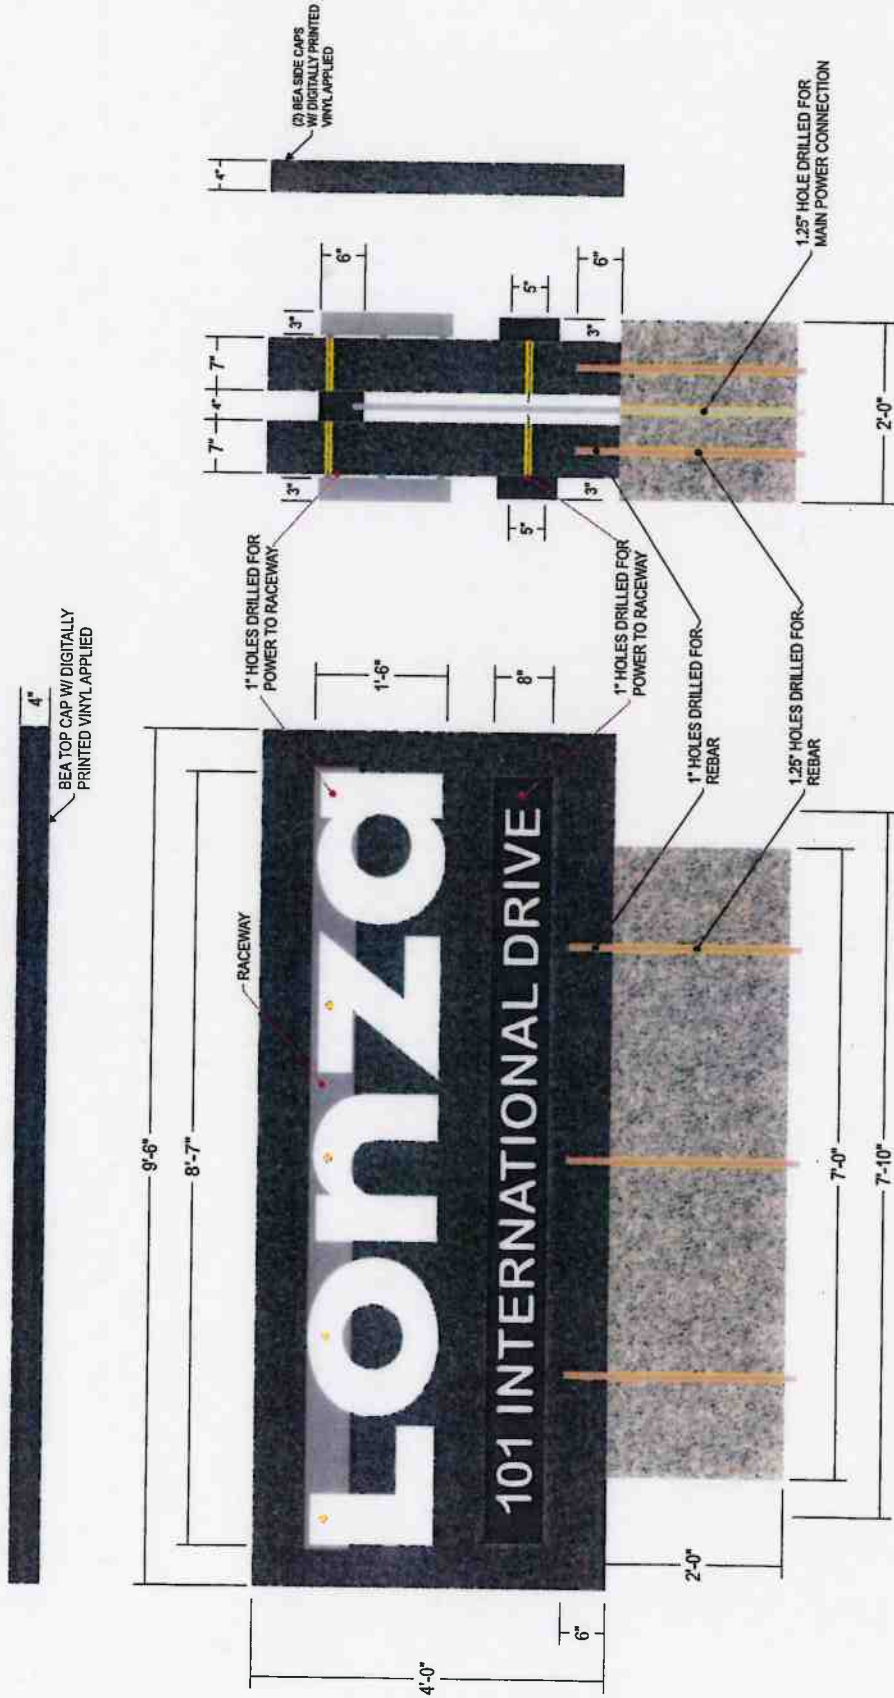 4"
BEA TOP CAP W/ DIGITALLY
PRINTED VINYL APPLIED
9'-6"
8'-7"
RACEWAY
1" HOLES DRILLED FOR
POWER TO RACEWAY
Lonza
1'-6"
101 INTERNATIONAL DRIVE
8"
1" HOLES DRILLED FOR
POWER TO RACEWAY
4'-0"
6"
2'-0"
1" HOLES DRILLED FOR
REBAR
1.25" HOLES DRILLED FOR
REBAR
7'-0"
7'-10"
3"
7"
4"
7"
3"
6"
5"
5"
3"
3"
6"
2'-0"
1.25" HOLE DRILLED FOR
MAIN POWER CONNECTION
4"
(2) BEA SIDE CAPS
W/ DIGITALLY PRINTED
VINYL APPLIED